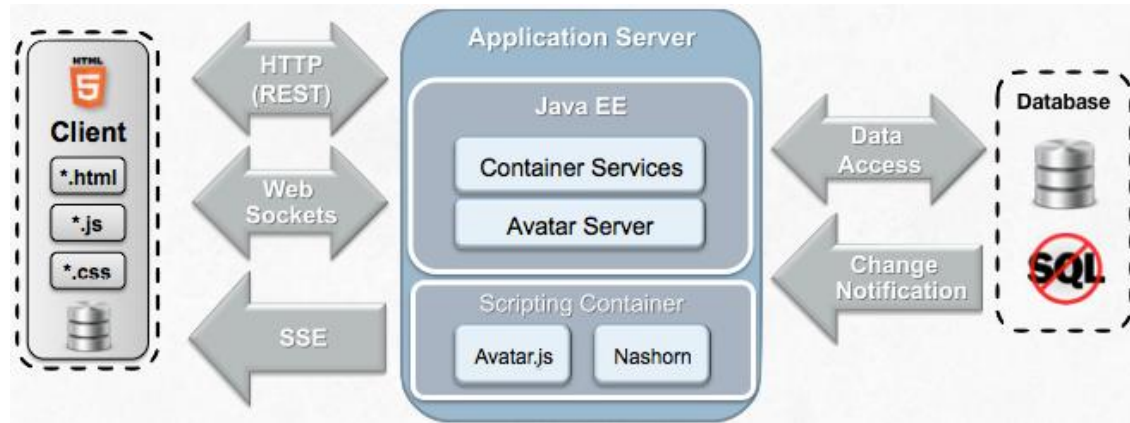 HTML
5
Client
*.html
*.js
*.css
HTTP
(REST)
Web
Sockets
SSE
Application Server
Java EE
Container Services
Avatar Server
Scripting Container
Avatar.js
Nashorn
Data
Access
Change
Notification
Database
SQL